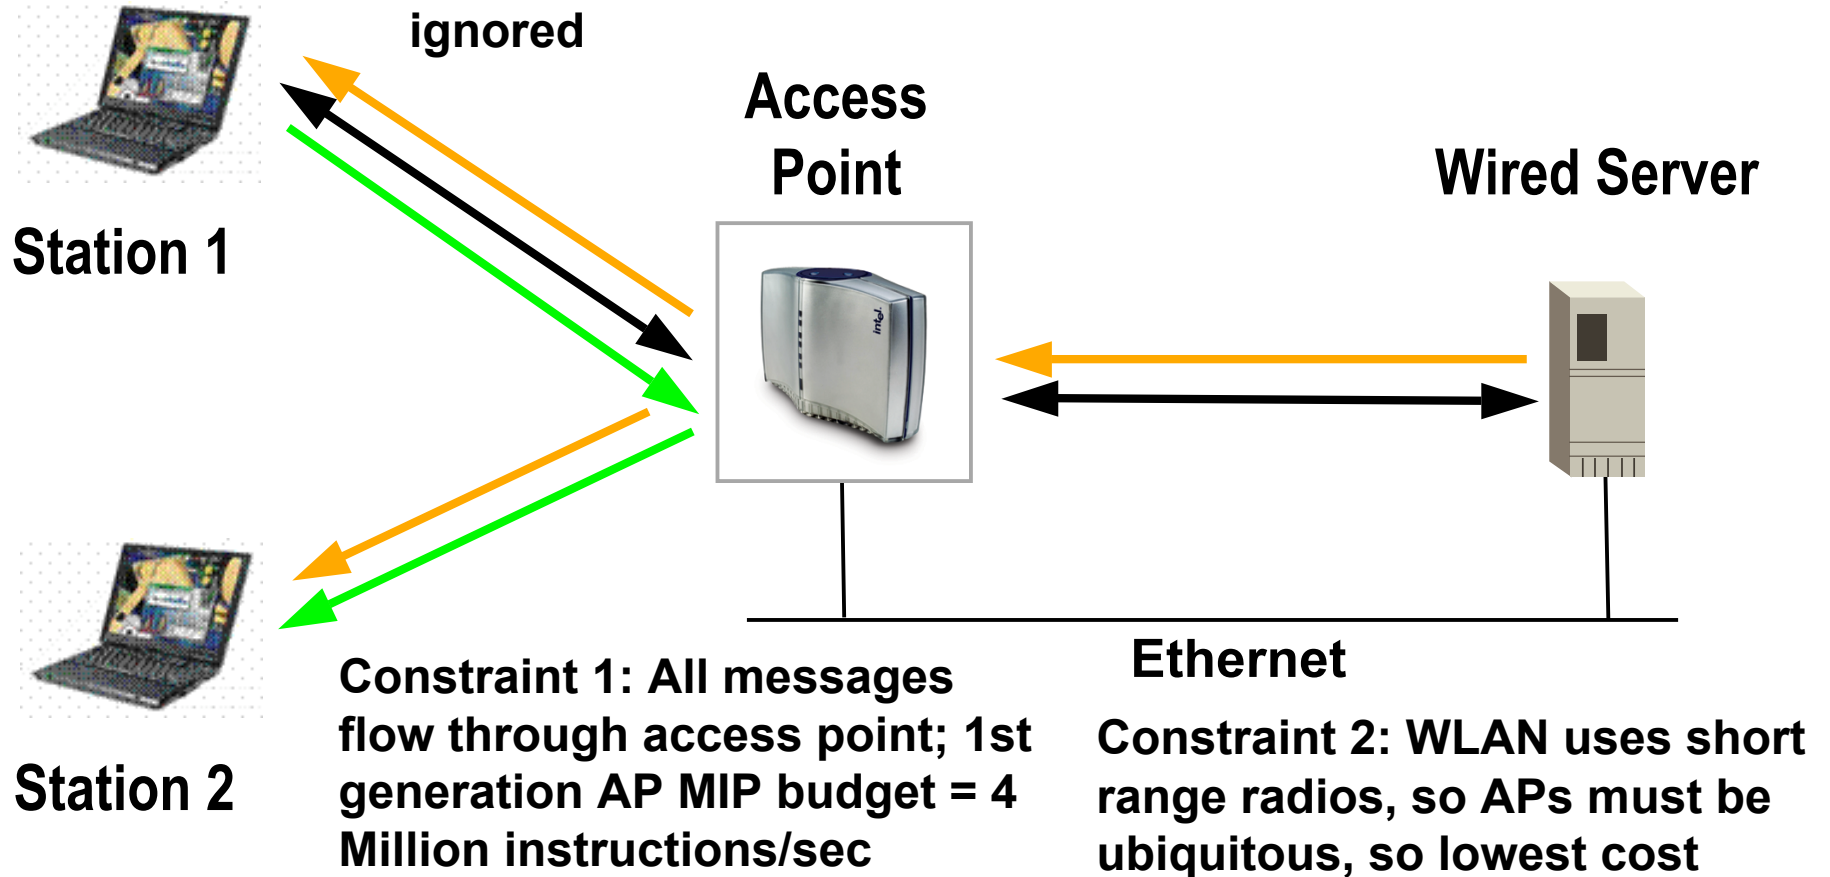 ignored
Access
Point
Wired Server
Station 1
intel.
Ethernet
Station 2
Constraint 1: All messages
flow through access point; 1st
generation AP MIP budget = 4
Million instructions/sec
Constraint 2: WLAN uses short
range radios, so APs must be
ubiquitous, so lowest cost